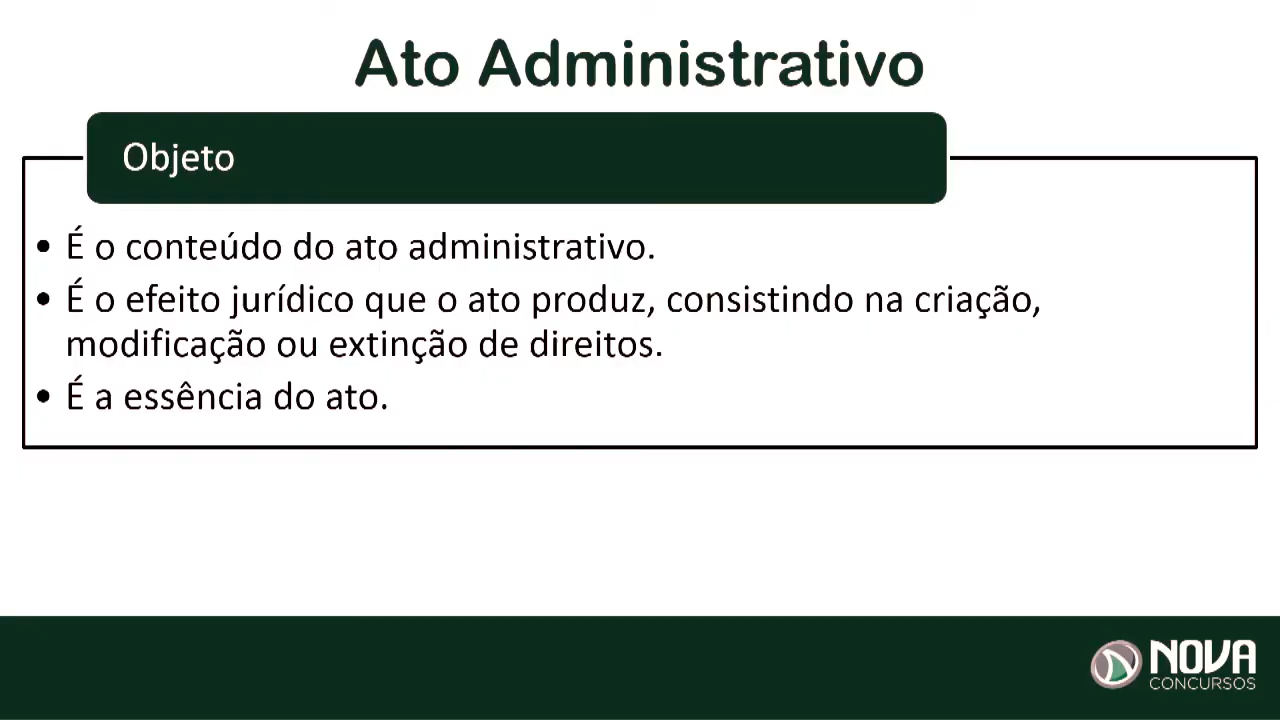 Ato Administrativo
Objeto
• É o conteúdo do ato administrativo.
• É o efeito jurídico que o ato produz, consistindo na criação,
modificação ou extinção de direitos.
• É a essência do ato.
NOVA
CONCURSOS